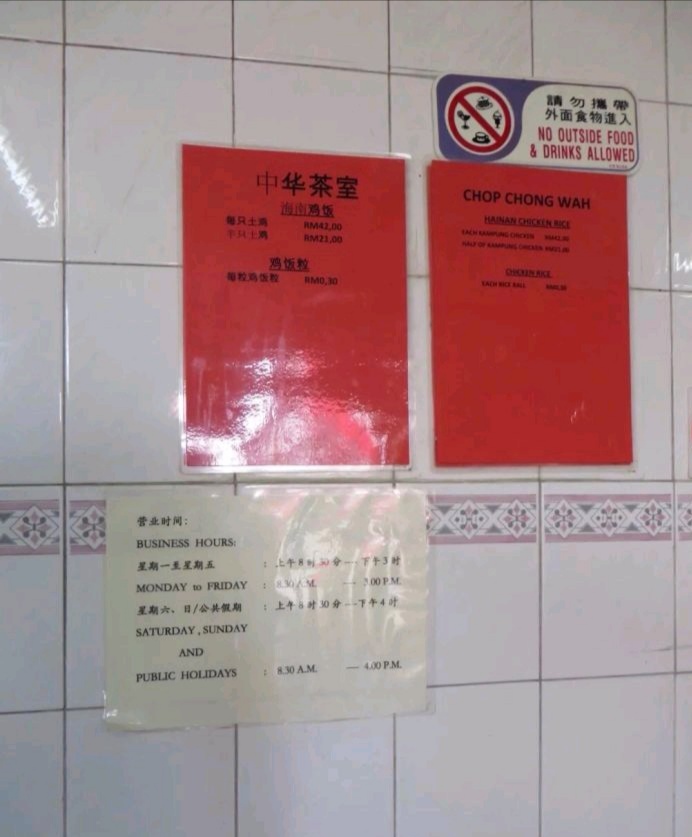 請勿攜帶
外面食物進入
NO OUTSIDE FOOD
& DRINKS ALLOWED
中华茶室
海南鸡饭
每只土鸡 RM42,00
半只土鸡 RM21,00
鸡饭粒
每粒鸡饭粒 RM0,30
CHOP CHONG WAH
HAINAN CHICKEN RICE
EACH KAMPUNG CHICKEN RM42,00
HALF OF KAMPUNG CHICKEN RM21,00
CHICKEN RICE
EACH RICE BALL RM0,30
营业时间:
BUSINESS HOURS:
星期一至星期五 : 上午8时30分 --- 下午3时
MONDAY to FRIDAY : 8.30 A.M. — 3.00 P.M.
星期六、日/公共假期 : 上午8时30分 --- 下午4时
SATURDAY , SUNDAY
AND
PUBLIC HOLIDAYS : 8.30 A.M. — 4.00 P.M.